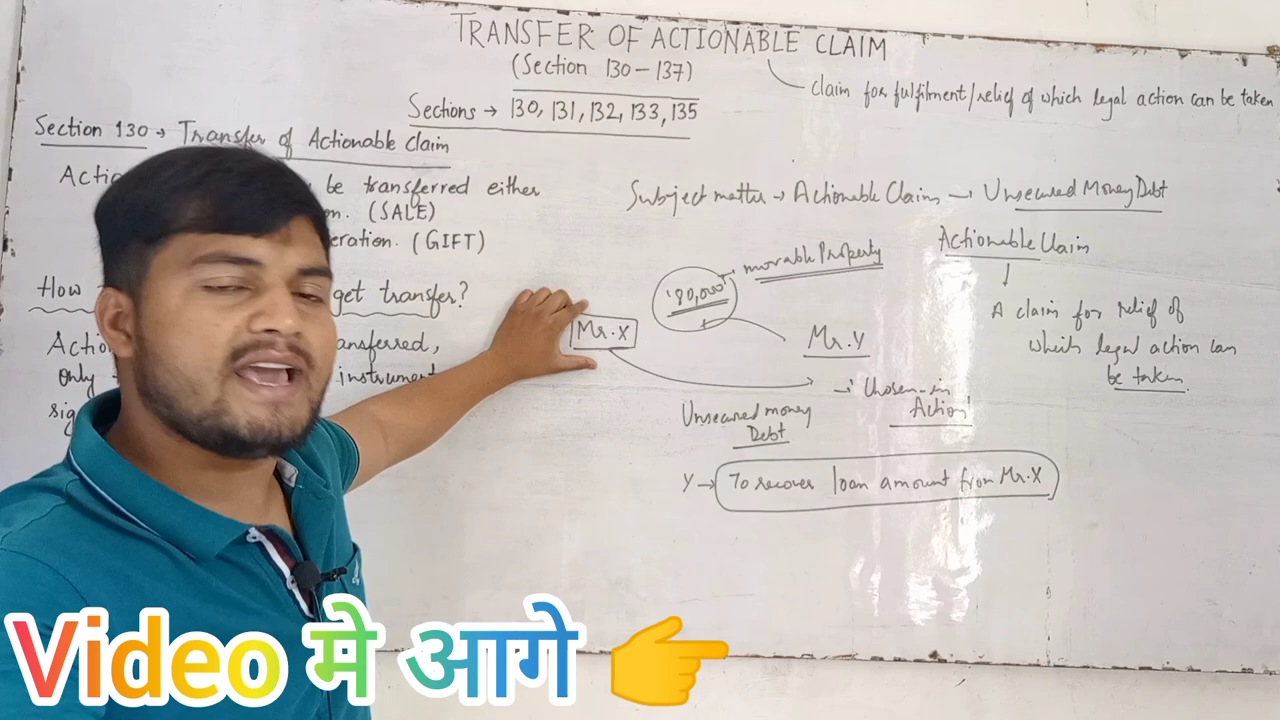 TRANSFER OF ACTIONABLE CLAIM
(Section 130-137)
claim for fulfilment/relief of which legal action can be taken
Sections → 130, 131, 132, 133, 135
Section 130 → Transfer of Actionable Claim
be transferred either
(SALE)
(GIFT)
How get transfer?
only instrument
Subject matter → Actionable Claim — Unsecured Money Debt
'80,000' → movable Property
Mr.X
Mr.Y
Actionable Claim
↓
A claim for relief of
which legal action can
be taken.
→ 'Chosen-in
Action'
Unsecured money
Debt
Y → To recover loan amount from Mr.X
Video मे आगे 👉